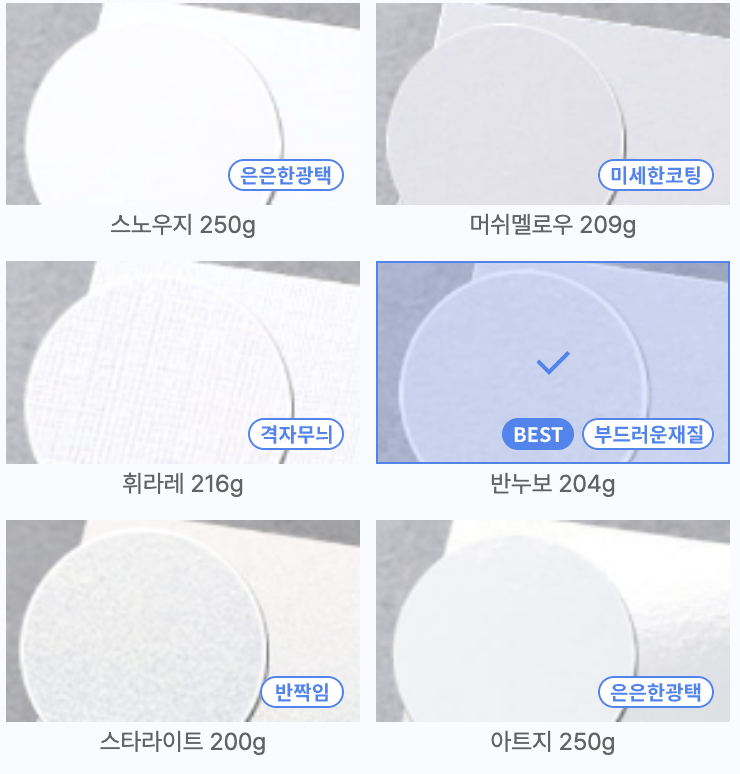 은은한광택
미세한코팅
스노우지 250g
머쉬멜로우 209g
격자무늬
BEST
부드러운재질
휘라레 216g
반누보 204g
반짝임
은은한광택
스타라이트 200g
아트지 250g